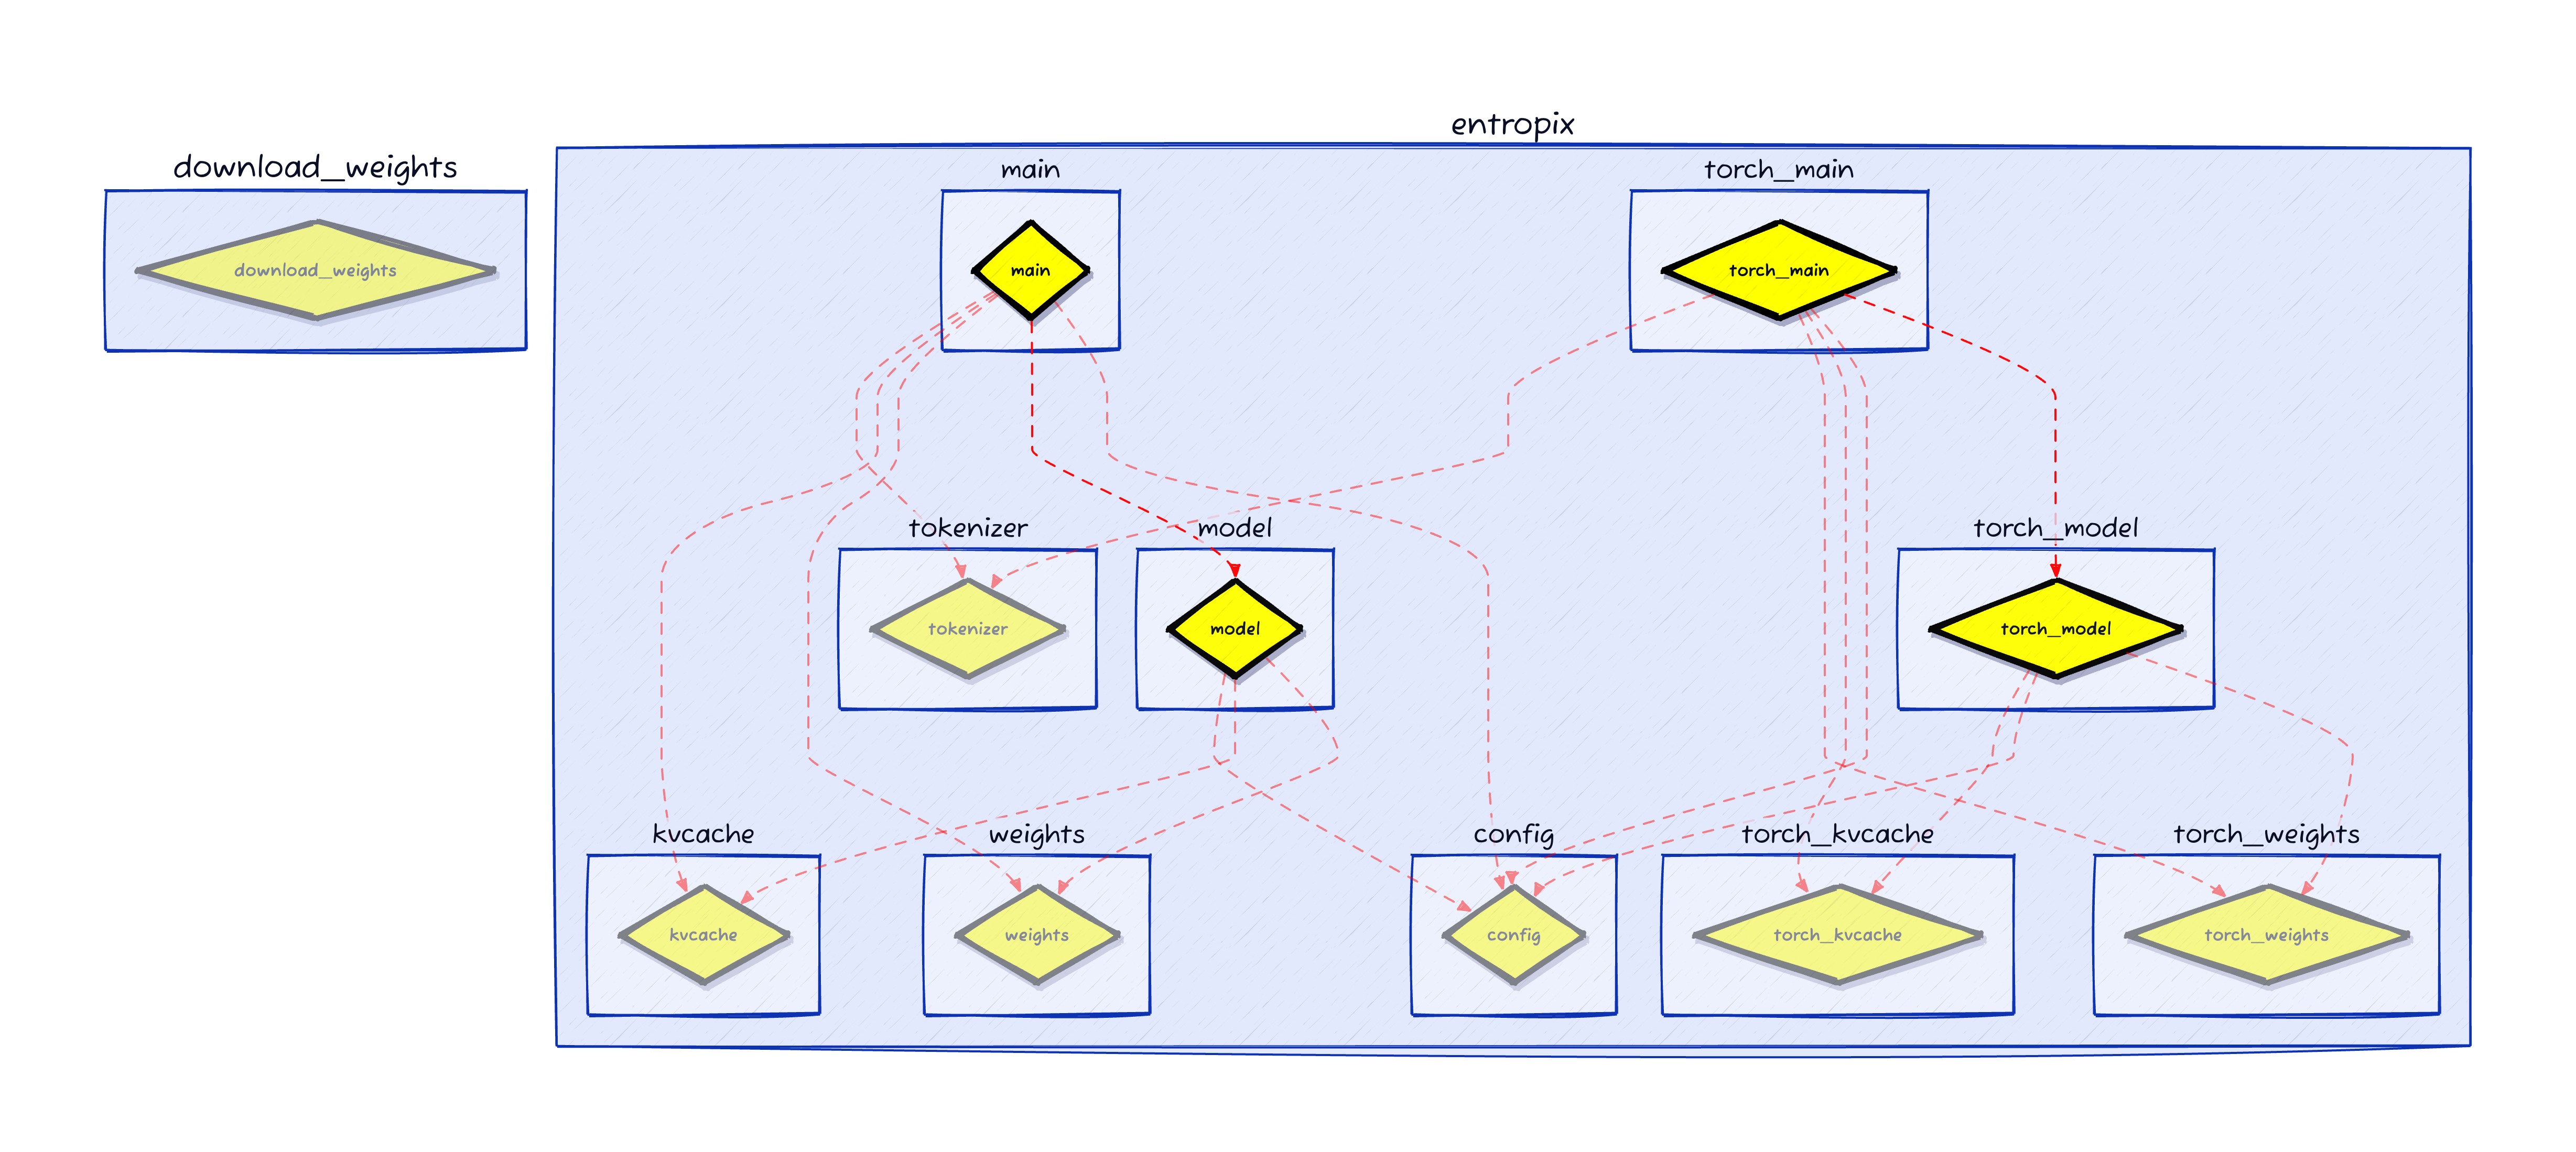 entropix
download_weights
download_weights
main
main
torch_main
torch_main
tokenizer
tokenizer
model
model
torch_model
torch_model
kvcache
kvcache
weights
weights
config
config
torch_kvcache
torch_kvcache
torch_weights
torch_weights